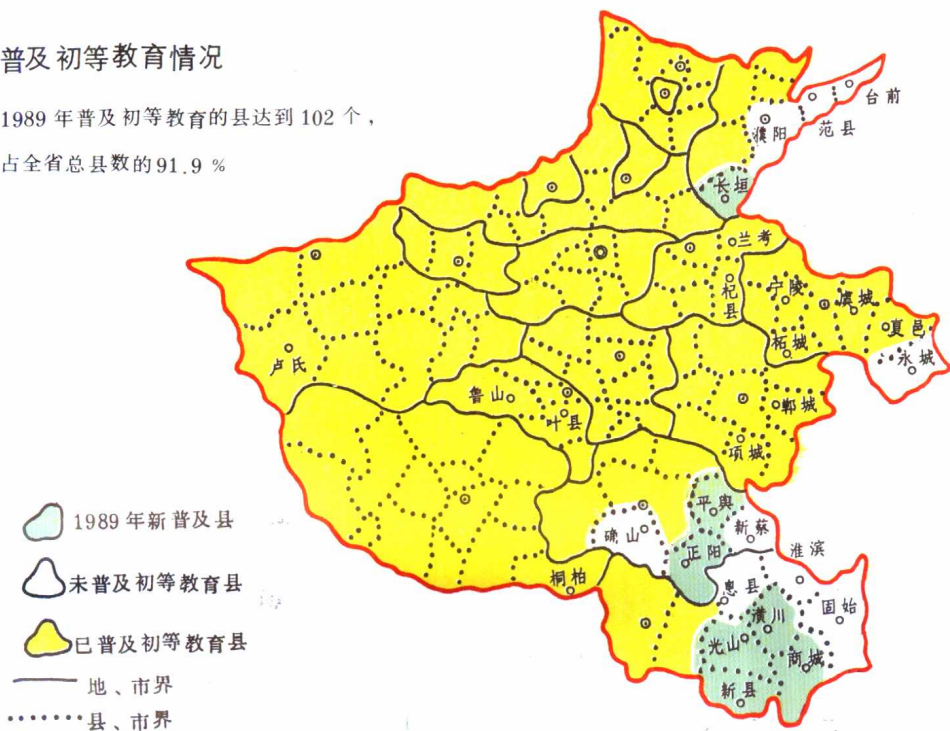 普及初等教育情况
1989年普及初等教育的县达到102个，
占全省总县数的91.9%
台前
范县
濮阳
长垣
兰考
杞县
宁陵
虞城
夏邑
永城
柘城
卢氏
鲁山
叶县
郸城
项城
平舆
新蔡
确山
正阳
淮滨
息县
桐柏
固始
潢川
光山
商城
新县
1989年新普及县
未普及初等教育县
已普及初等教育县
地、市界
县、市界